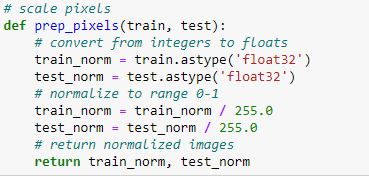 # scale pixels
def prep_pixels(train, test):
    # convert from integers to floats
    train_norm = train.astype('float32')
    test_norm = test.astype('float32')
    # normalize to range 0-1
    train_norm = train_norm / 255.0
    test_norm = test_norm / 255.0
    # return normalized images
    return train_norm, test_norm